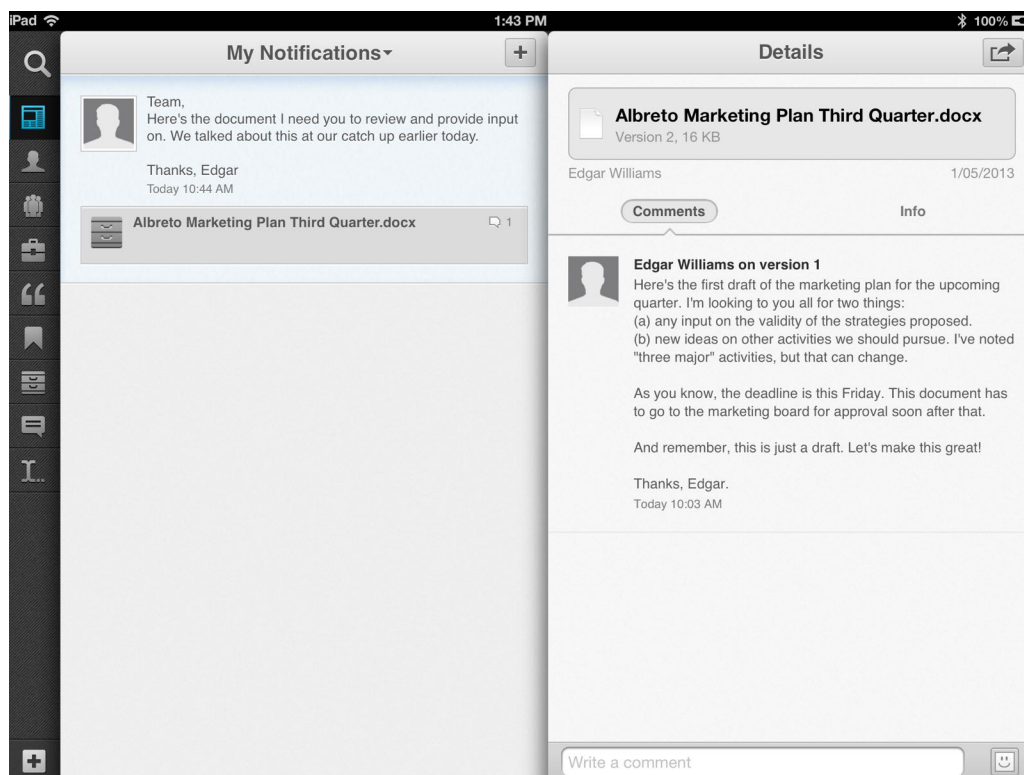 iPad 1:43 PM 100%
My Notifications
+
Team,
Here's the document I need you to review and provide input
on. We talked about this at our catch up earlier today.
Thanks, Edgar
Today 10:44 AM
Albreto Marketing Plan Third Quarter.docx 1
Details
Albreto Marketing Plan Third Quarter.docx
Version 2, 16 KB
Edgar Williams 1/05/2013
Comments Info
Edgar Williams on version 1
Here's the first draft of the marketing plan for the upcoming
quarter. I'm looking to you all for two things:
(a) any input on the validity of the strategies proposed.
(b) new ideas on other activities we should pursue. I've noted
"three major" activities, but that can change.
As you know, the deadline is this Friday. This document has
to go to the marketing board for approval soon after that.
And remember, this is just a draft. Let's make this great!
Thanks, Edgar.
Today 10:03 AM
Write a comment